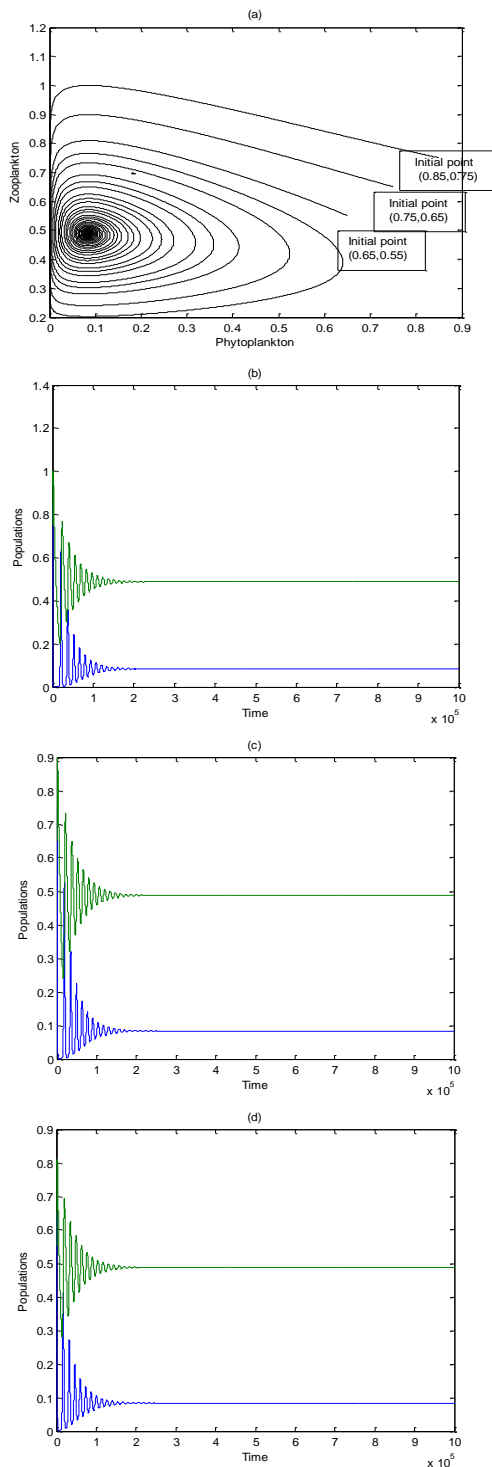 (a)
1.2
1.1
1
0.9
0.8
0.7
0.6
0.5
0.4
0.3
0.2
Zooplankton
Initial point
(0.85,0.75)
Initial point
(0.75,0.65)
Initial point
(0.65,0.55)
0 0.1 0.2 0.3 0.4 0.5 0.6 0.7 0.8 0.9
Phytoplankton
(b)
1.4
1.2
1
0.8
0.6
0.4
0.2
0
Populations
0 1 2 3 4 5 6 7 8 9 10
Time
x 10^5
(c)
0.9
0.8
0.7
0.6
0.5
0.4
0.3
0.2
0.1
0
Populations
0 1 2 3 4 5 6 7 8 9 10
Time
x 10^5
(d)
0.9
0.8
0.7
0.6
0.5
0.4
0.3
0.2
0.1
0
Populations
0 1 2 3 4 5 6 7 8 9 10
Time
x 10^5